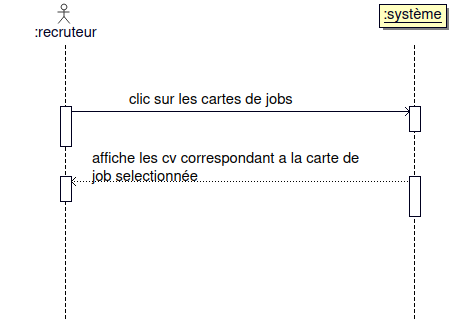 :recruteur
:système
clic sur les cartes de jobs
affiche les cv correspondant a la carte de
job selectionnée